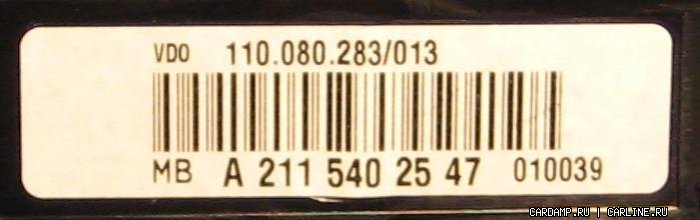 VDO 110.080.283/013
MB A 211 540 25 47 010039
CARDAMP.RU | CARLINE.RU